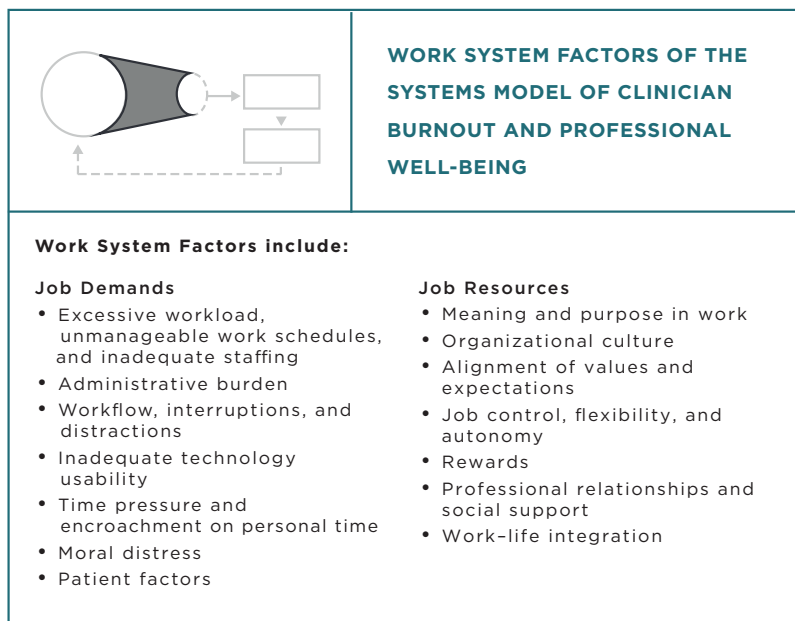 WORK SYSTEM FACTORS OF THE
SYSTEMS MODEL OF CLINICIAN
BURNOUT AND PROFESSIONAL
WELL-BEING
Work System Factors include:
Job Demands
• Excessive workload,
unmanageable work schedules,
and inadequate staffing
• Administrative burden
• Workflow, interruptions, and
distractions
• Inadequate technology
usability
• Time pressure and
encroachment on personal time
• Moral distress
• Patient factors
Job Resources
• Meaning and purpose in work
• Organizational culture
• Alignment of values and
expectations
• Job control, flexibility, and
autonomy
• Rewards
• Professional relationships and
social support
• Work–life integration